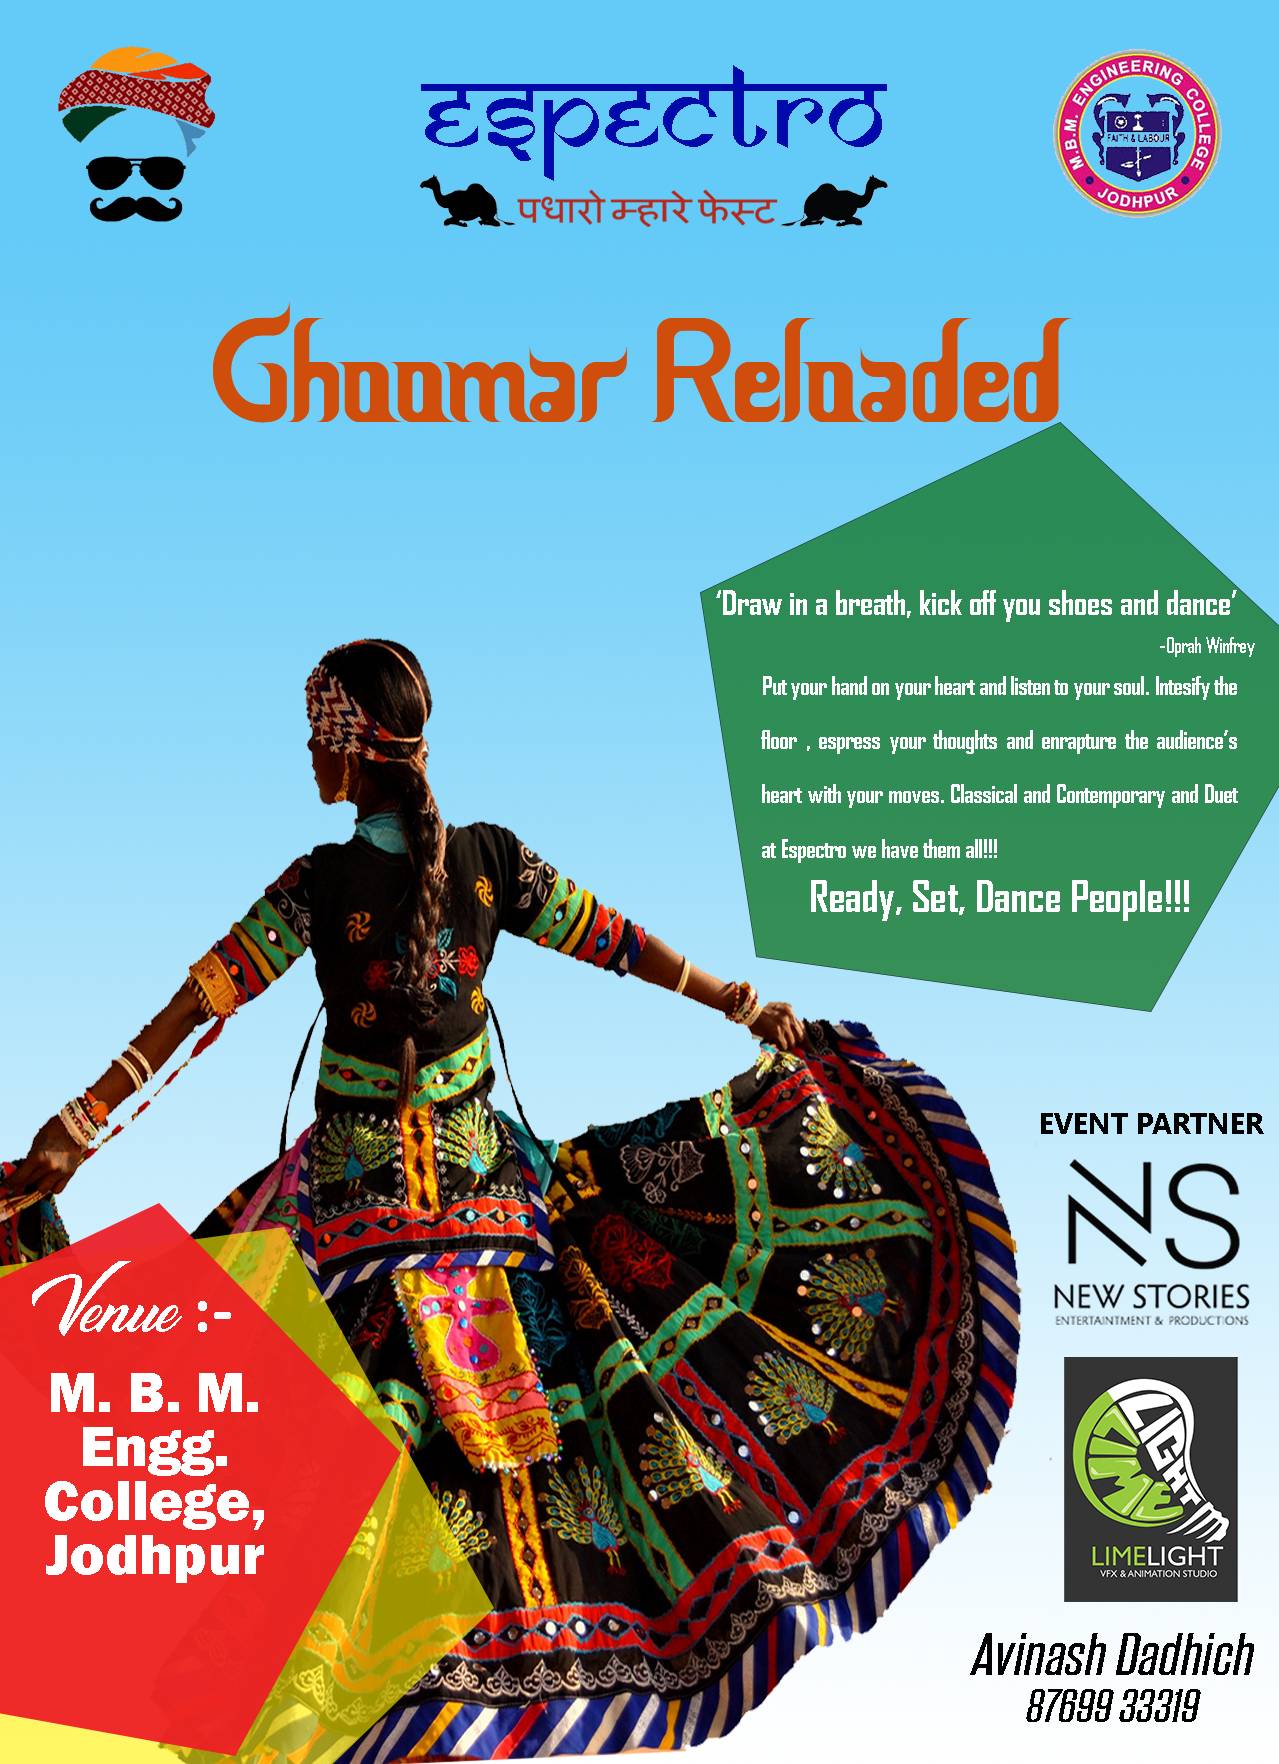 espectro
पधारो म्हारे फेस्ट
M.B.M. ENGINEERING COLLEGE
FAITH & LABOUR
JODHPUR
Ghoomar Reloaded
‘Draw in a breath, kick off you shoes and dance’
-Oprah Winfrey
Put your hand on your heart and listen to your soul. Intesify the
floor , espress your thoughts and enrapture the audience’s
heart with your moves. Classical and Contemporary and Duet
at Espectro we have them all!!!
Ready, Set, Dance People!!!
EVENT PARTNER
NS
NEW STORIES
ENTERTAINTMENT & PRODUCTIONS
LIME LIGHT
LIMELIGHT
VFX & ANIMATION STUDIO
Avinash Dadhich
87699 33319
Venue :-
M. B. M.
Engg.
College,
Jodhpur